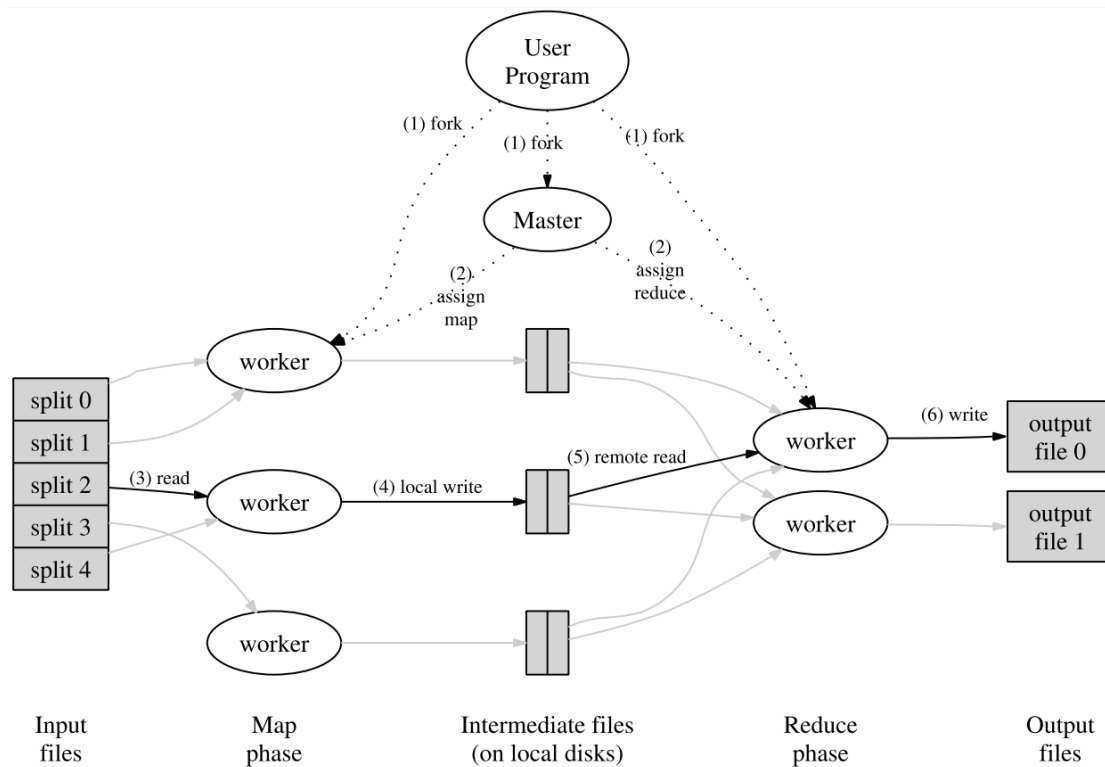 User
Program
(1) fork
(1) fork
(1) fork
Master
(2)
assign
map
(2)
assign
reduce
worker
split 0
split 1
split 2
split 3
split 4
(3) read
worker
(4) local write
(5) remote read
worker
(6) write
output
file 0
worker
output
file 1
worker
Input
files
Map
phase
Intermediate files
(on local disks)
Reduce
phase
Output
files